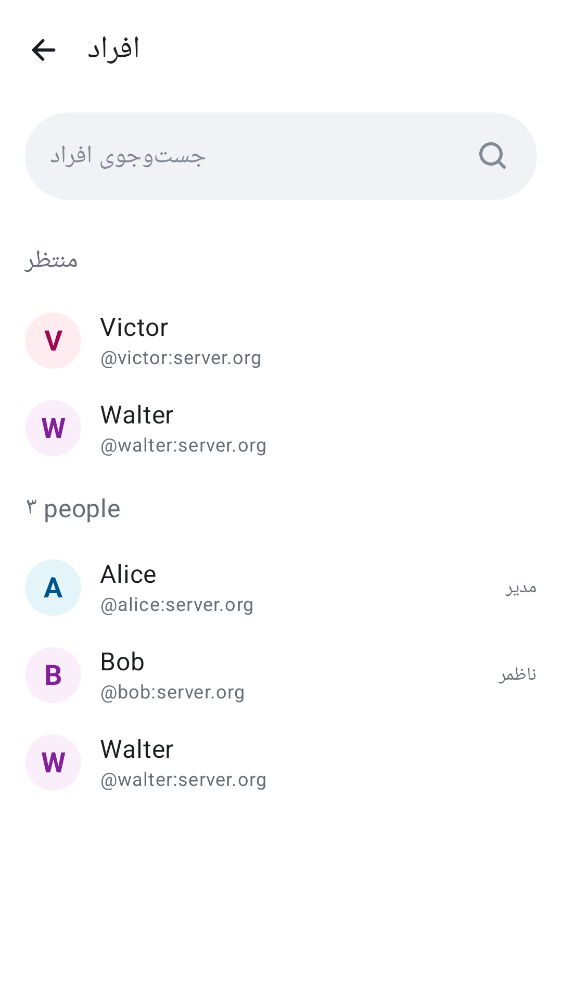 افراد
جست‌وجوی افراد
منتظر
V
Victor
@victor:server.org
W
Walter
@walter:server.org
۳ people
A
Alice
@alice:server.org
مدیر
B
Bob
@bob:server.org
ناظمر
W
Walter
@walter:server.org